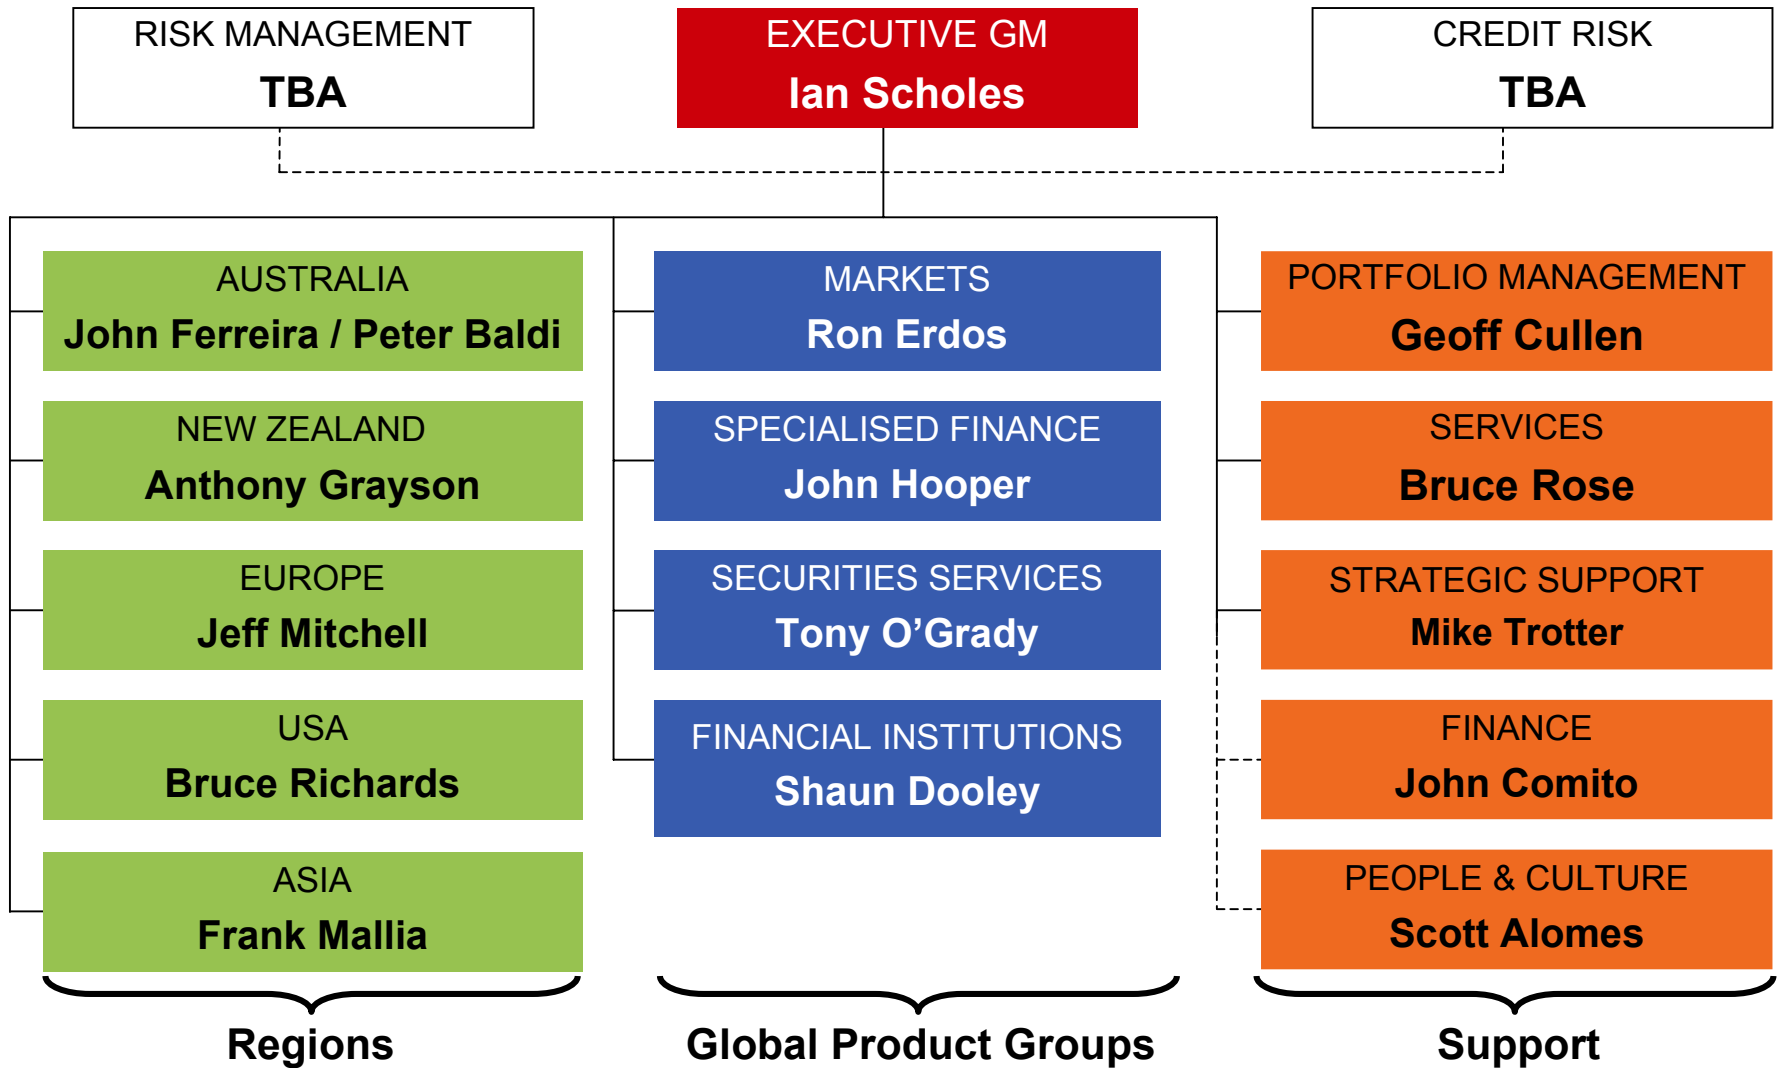 RISK MANAGEMENT
TBA
EXECUTIVE GM
Ian Scholes
CREDIT RISK
TBA
AUSTRALIA
John Ferreira / Peter Baldi
NEW ZEALAND
Anthony Grayson
EUROPE
Jeff Mitchell
USA
Bruce Richards
ASIA
Frank Mallia
Regions
MARKETS
Ron Erdos
SPECIALISED FINANCE
John Hooper
SECURITIES SERVICES
Tony O’Grady
FINANCIAL INSTITUTIONS
Shaun Dooley
Global Product Groups
PORTFOLIO MANAGEMENT
Geoff Cullen
SERVICES
Bruce Rose
STRATEGIC SUPPORT
Mike Trotter
FINANCE
John Comito
PEOPLE & CULTURE
Scott Alomes
Support